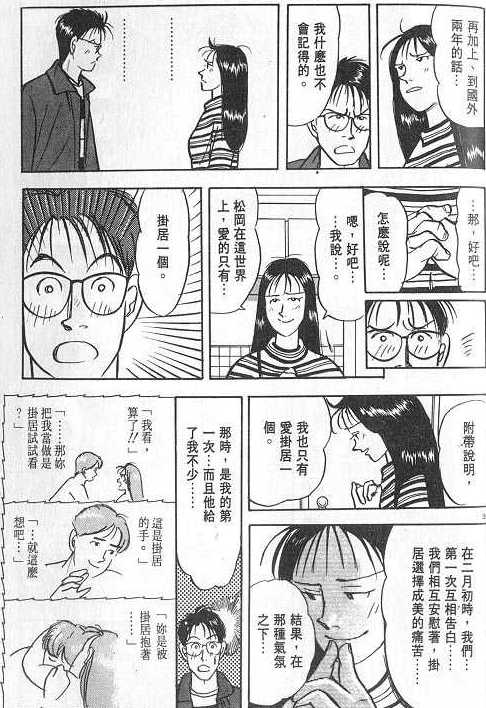 再加上、到國外
兩年的話…
我什麼也不
會記得的。
…………
…………
…那，好吧…
怎麼說呢…
嗯，好吧…
…我說…。
松岡在這世界
上，愛的只有…
掛居一個。
附帶說明，
我也只有
愛掛居一
個。
在二月初時，我們…
第一次互相告白……
我們相互安慰著，掛
居選擇成美的痛苦……
結果，在
那種氣氛
之下…
那時，是我的第
一次…而且他給
了我不少……
「我看，
算了!!」
「……那妳
把我當做是
掛居試試看
？」
這是掛居
的手。
「…就這麼
想吧…」
「…妳是被
掛居抱著
……」